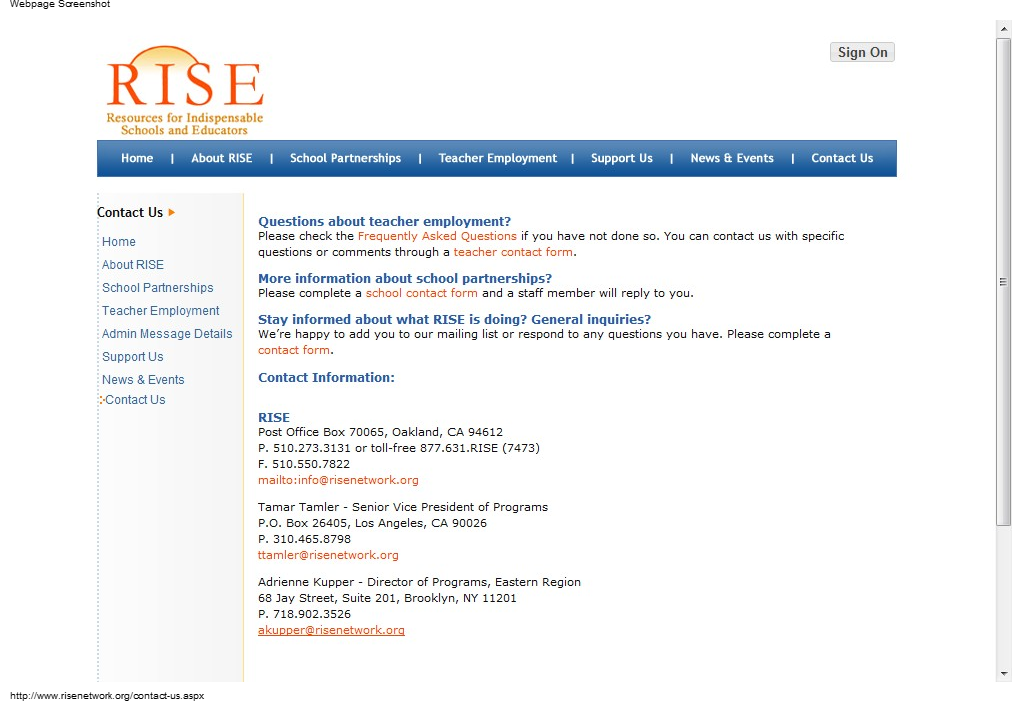 Webpage Screenshot
Sign On
RISE
Resources for Indispensable
Schools and Educators
Home | About RISE | School Partnerships | Teacher Employment | Support Us | News & Events | Contact Us
Contact Us
Home
About RISE
School Partnerships
Teacher Employment
Admin Message Details
Support Us
News & Events
Contact Us
Questions about teacher employment?
Please check the Frequently Asked Questions if you have not done so. You can contact us with specific
questions or comments through a teacher contact form.
More information about school partnerships?
Please complete a school contact form and a staff member will reply to you.
Stay informed about what RISE is doing? General inquiries?
We’re happy to add you to our mailing list or respond to any questions you have. Please complete a
contact form.
Contact Information:
RISE
Post Office Box 70065, Oakland, CA 94612
P. 510.273.3131 or toll-free 877.631.RISE (7473)
F. 510.550.7822
mailto:info@risenetwork.org
Tamar Tamler - Senior Vice President of Programs
P.O. Box 26405, Los Angeles, CA 90026
P. 310.465.8798
ttamler@risenetwork.org
Adrienne Kupper - Director of Programs, Eastern Region
68 Jay Street, Suite 201, Brooklyn, NY 11201
P. 718.902.3526
akupper@risenetwork.org
http://www.risenetwork.org/contact-us.aspx